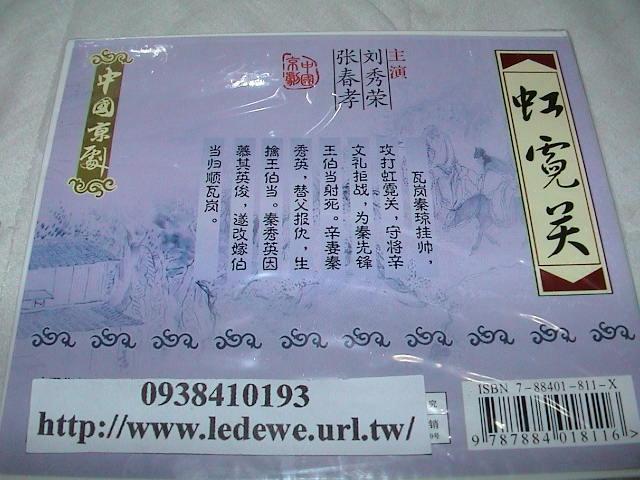 虹霓关
主演
刘秀荣
张春孝
中國京劇
中國京劇
瓦岗秦琼挂帅，
攻打虹霓关，守将辛
文礼拒战，为秦先锋
王伯当射死。辛妻秦
秀英，替父报仇，生
擒王伯当。秦秀英因
慕其英俊，遂改嫁伯
当归顺瓦岗。
0938410193
http://www.ledewe.url.tw/
究
销
号
ISBN 7-88401-811-X
9 787884 018116 >